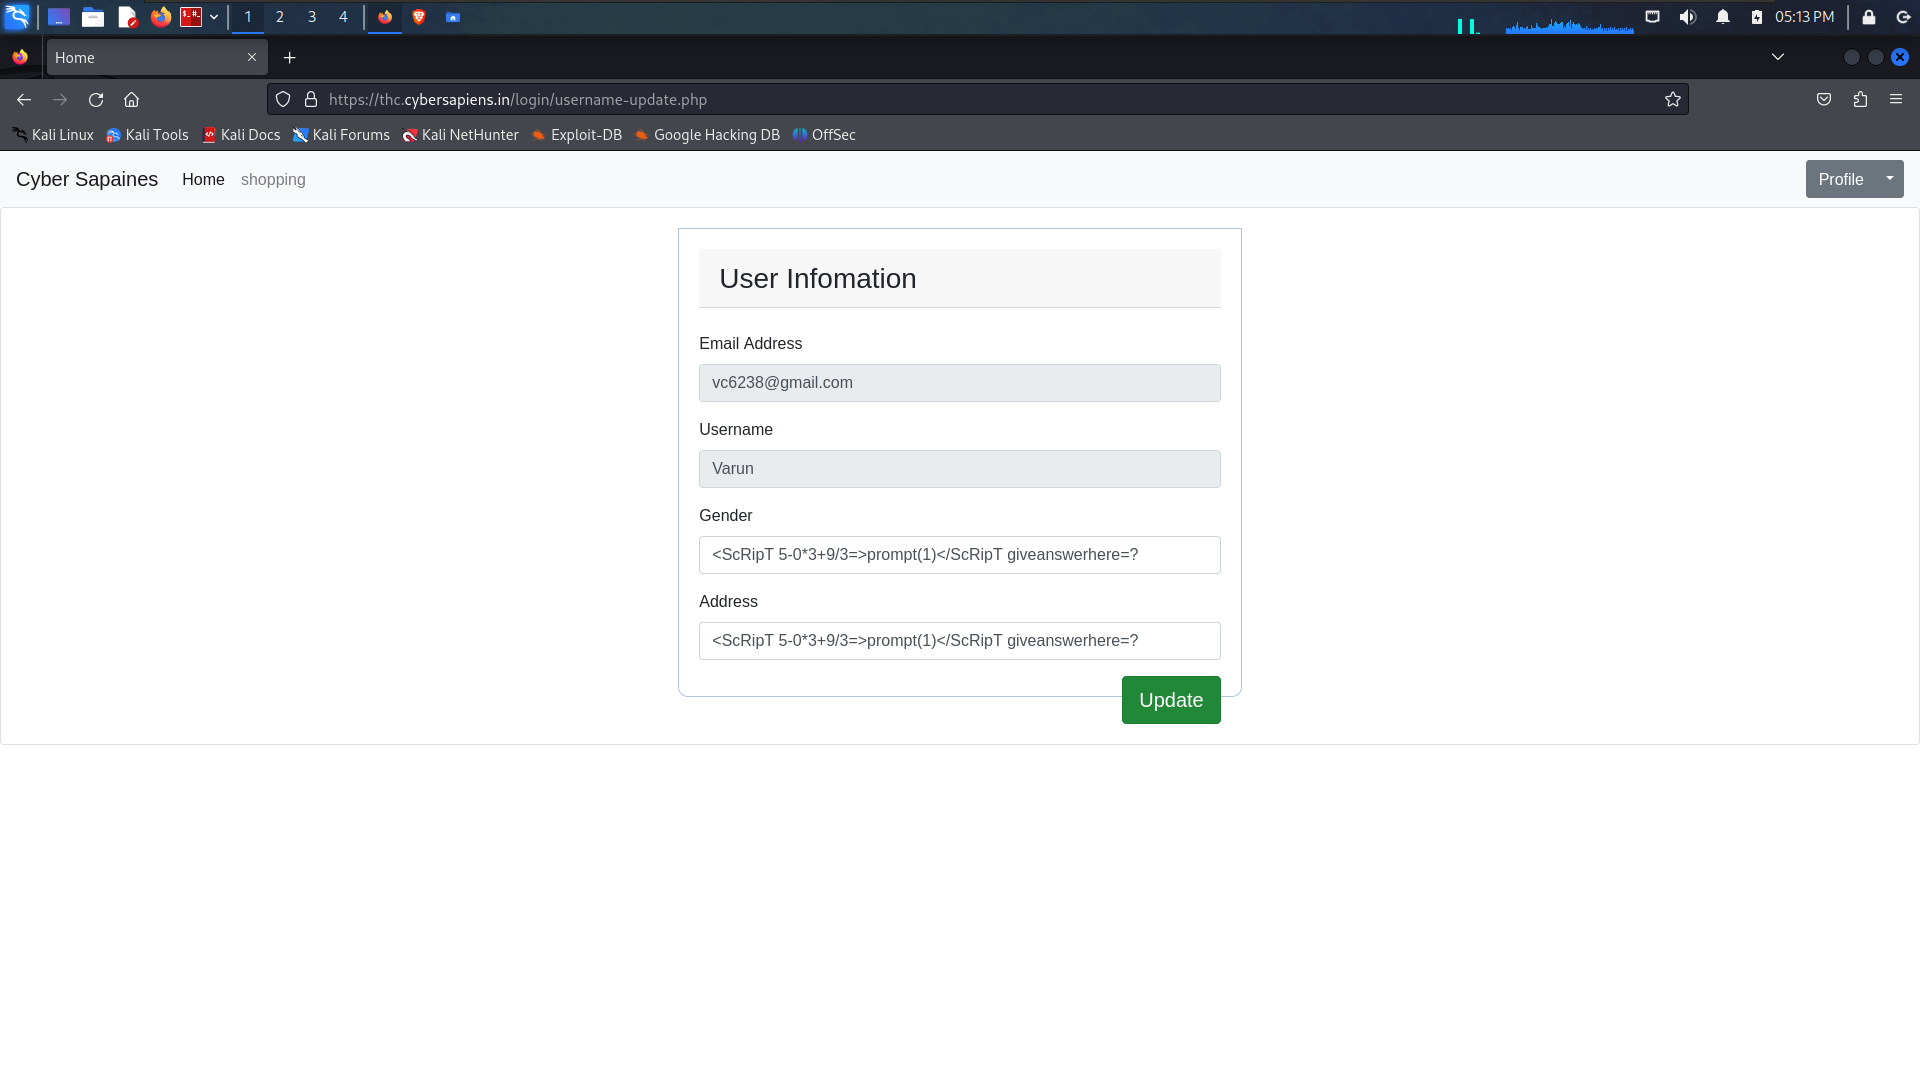 1 2 3 4 05:13 PM
Home
https://thc.cybersapiens.in/login/username-update.php
Kali Linux Kali Tools Kali Docs Kali Forums Kali NetHunter Exploit-DB Google Hacking DB OffSec
Cyber Sapaines Home shopping Profile
User Infomation
Email Address
vc6238@gmail.com
Username
Varun
Gender
<ScRipT 5-0*3+9/3=>prompt(1)</ScRipT giveanswerhere=?
Address
<ScRipT 5-0*3+9/3=>prompt(1)</ScRipT giveanswerhere=?
Update